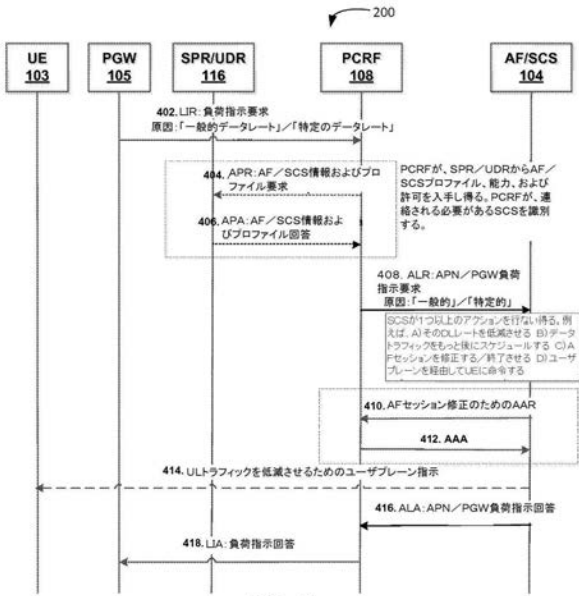 200
UE
103
PGW
105
SPR/UDR
116
PCRF
108
AF/SCS
104
402. LIR:負荷指示要求
原因:「一般的データレート」/「特定のデータレート」
404. APR:AF/SCS情報およびプロ
ファイル要求
406. APA:AF/SCS情報およ
びプロファイル回答
PCRFが、SPR/UDRからAF/
SCSプロファイル、能力、および
許可を入手し得る。PCRFが、連
絡される必要があるSCSを識別
する。
408. ALR:APN/PGW負荷
指示要求
原因:「一般的」/「特定的」
SCSが1つ以上のアクションを行ない得る。例
えば、A)そのDLレートを低減させる B)データ
トラフィックをもっと後にスケジュールする C)A
Fセッションを修正する/終了させる D)ユーザ
プレーンを経由してUEに命令する
410. AFセッション修正のためのAAR
412. AAA
414. ULトラフィックを低減させるためのユーザプレーン指示
416. ALA:APN/PGW負荷指示回答
418. LIA:負荷指示回答